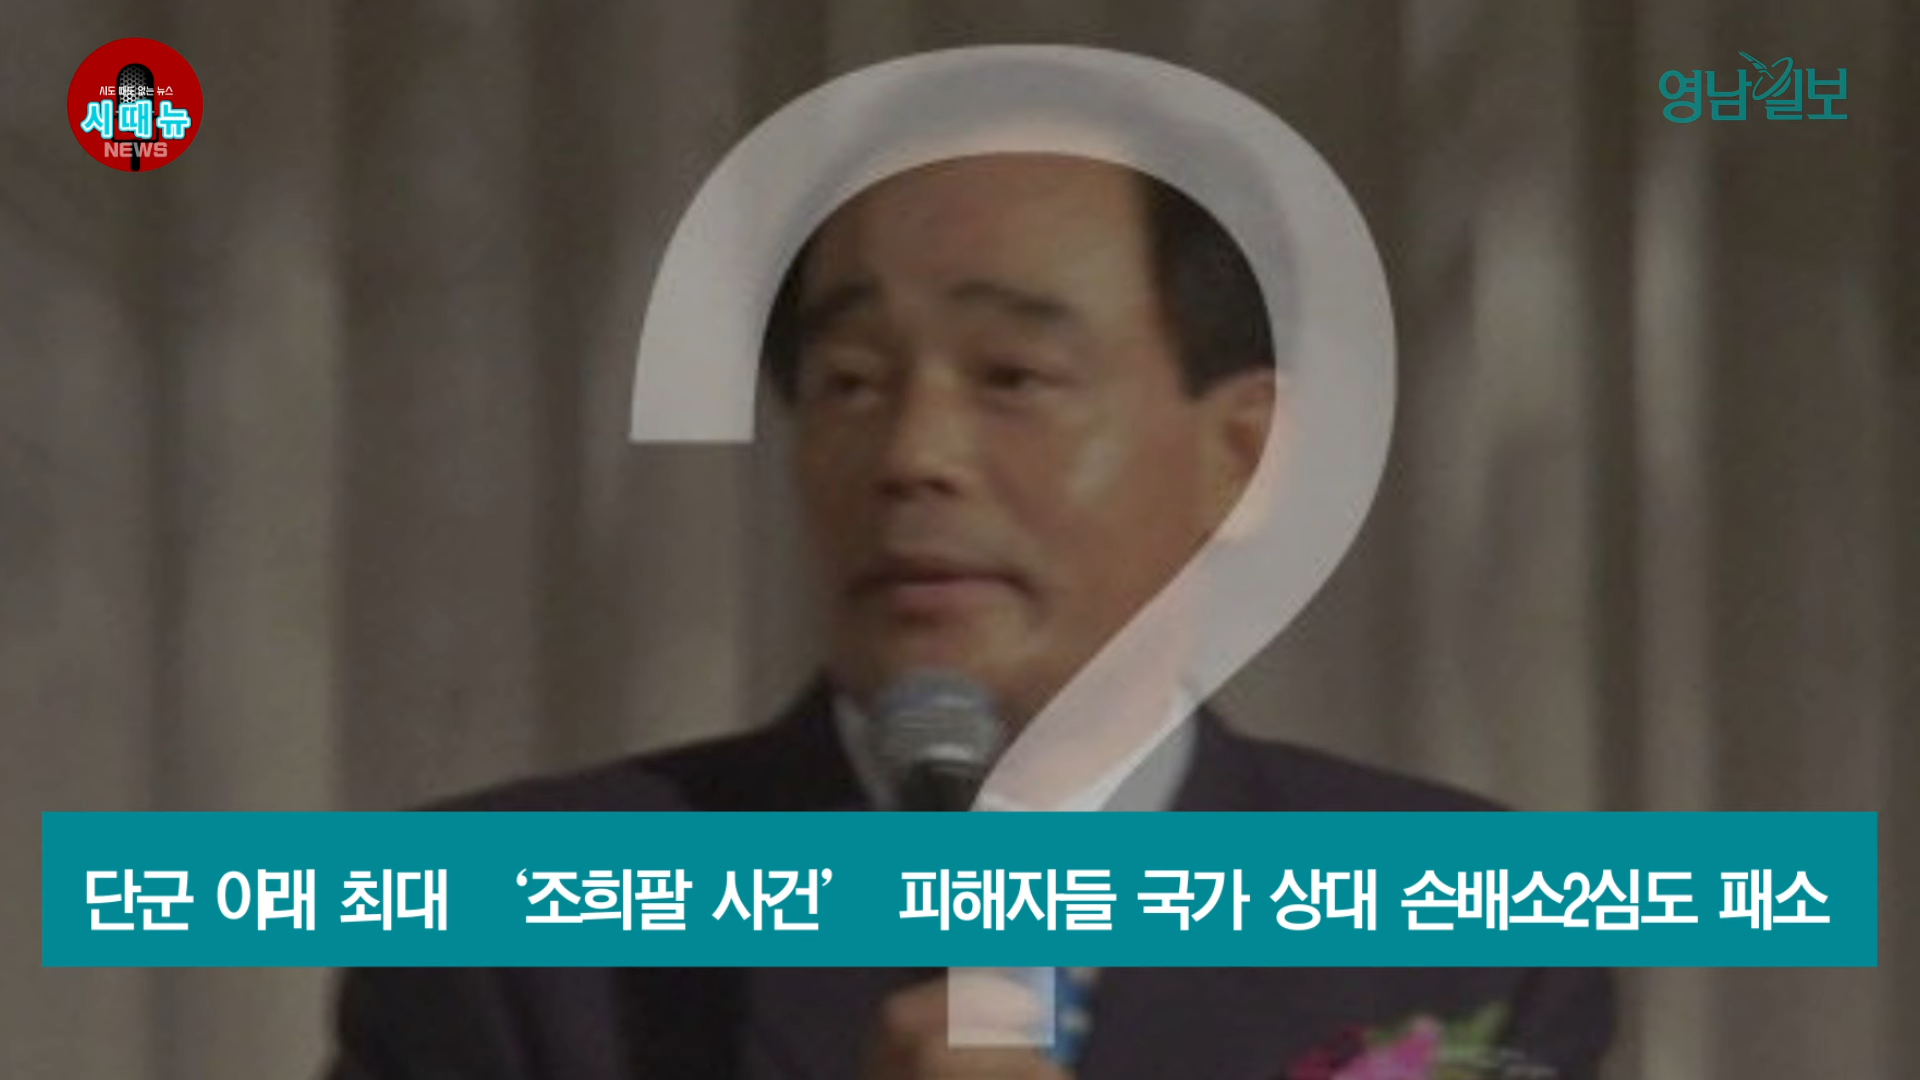 시도 때도 없는 뉴스
시때뉴
NEWS
영남일보
?
단군 이래 최대 ‘조희팔 사건’ 피해자들 국가 상대 손배소2심도 패소